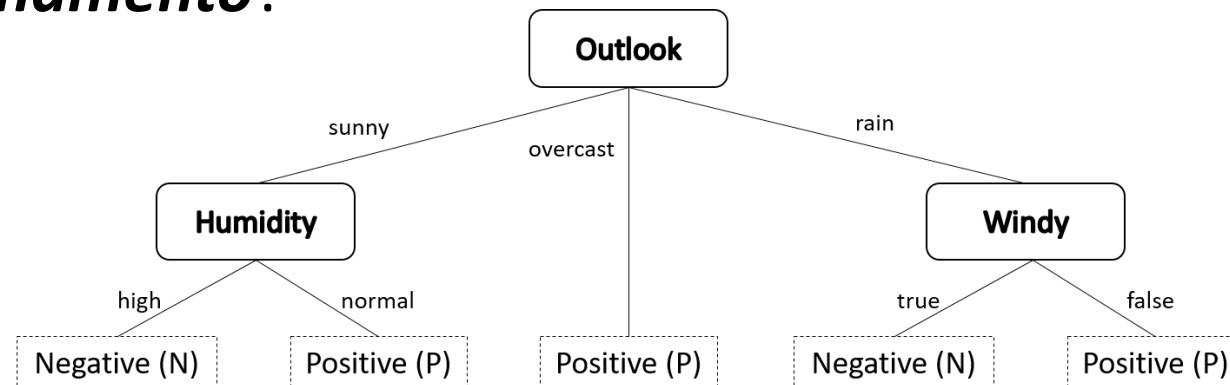 Outlook
sunny
overcast
rain
Humidity
Windy
high
normal
true
false
Negative (N)
Positive (P)
Positive (P)
Negative (N)
Positive (P)